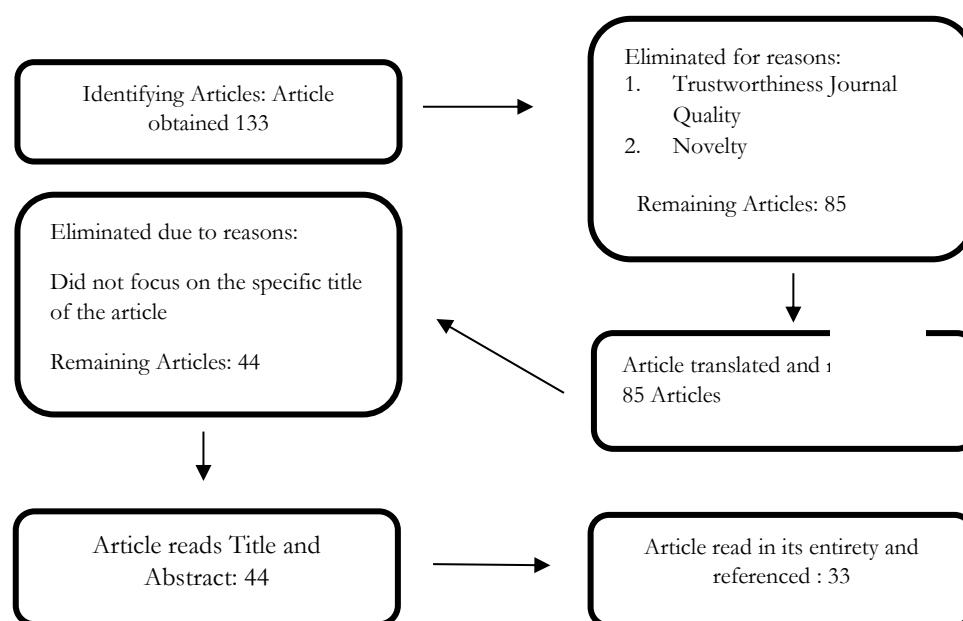 Identifying Articles: Article
obtained 133
Eliminated for reasons:
1. Trustworthiness Journal
Quality
2. Novelty
Remaining Articles: 85
Article translated and
85 Articles
Eliminated due to reasons:
Did not focus on the specific title
of the article
Remaining Articles: 44
Article reads Title and
Abstract: 44
Article read in its entirety and
referenced : 33